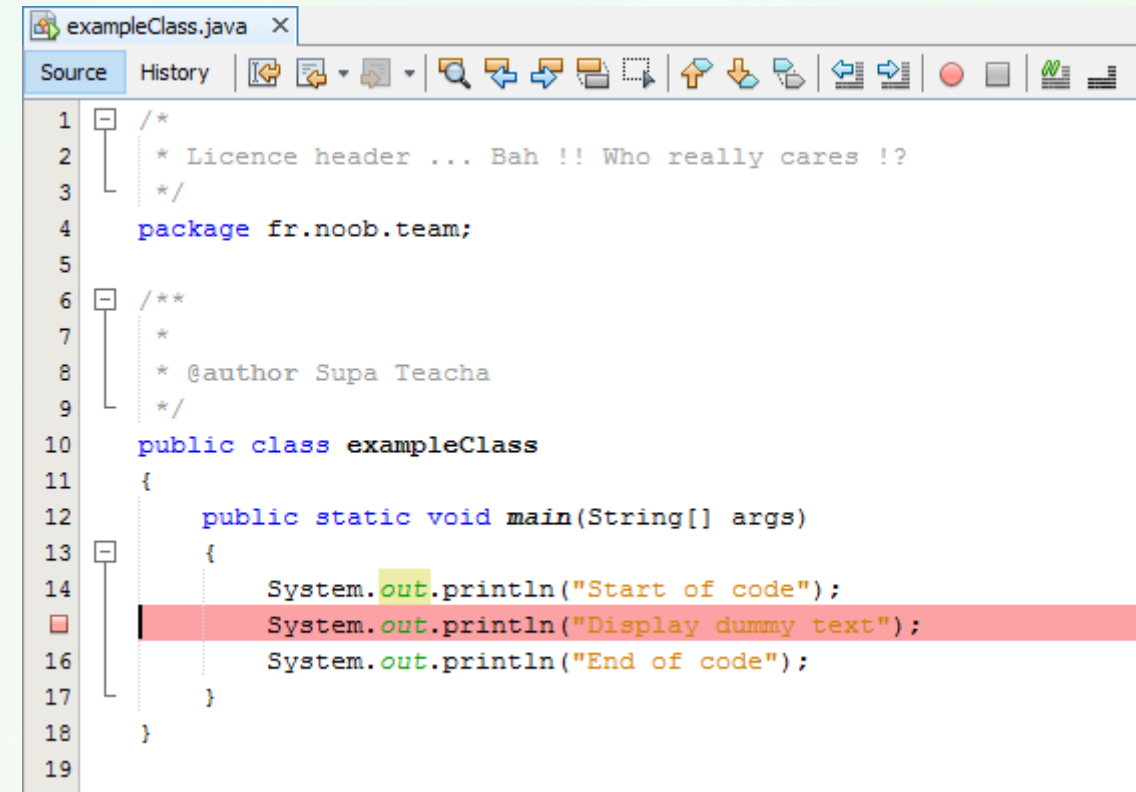 exampleClass.java
Source History
1 /*
2 * Licence header ... Bah !! Who really cares !?
3 */
4 package fr.noob.team;
5
6 /**
7 *
8 * @author Supa Teacha
9 */
10 public class exampleClass
11 {
12 public static void main(String[] args)
13 {
14 System.out.println("Start of code");
System.out.println("Display dummy text");
16 System.out.println("End of code");
17 }
18 }
19